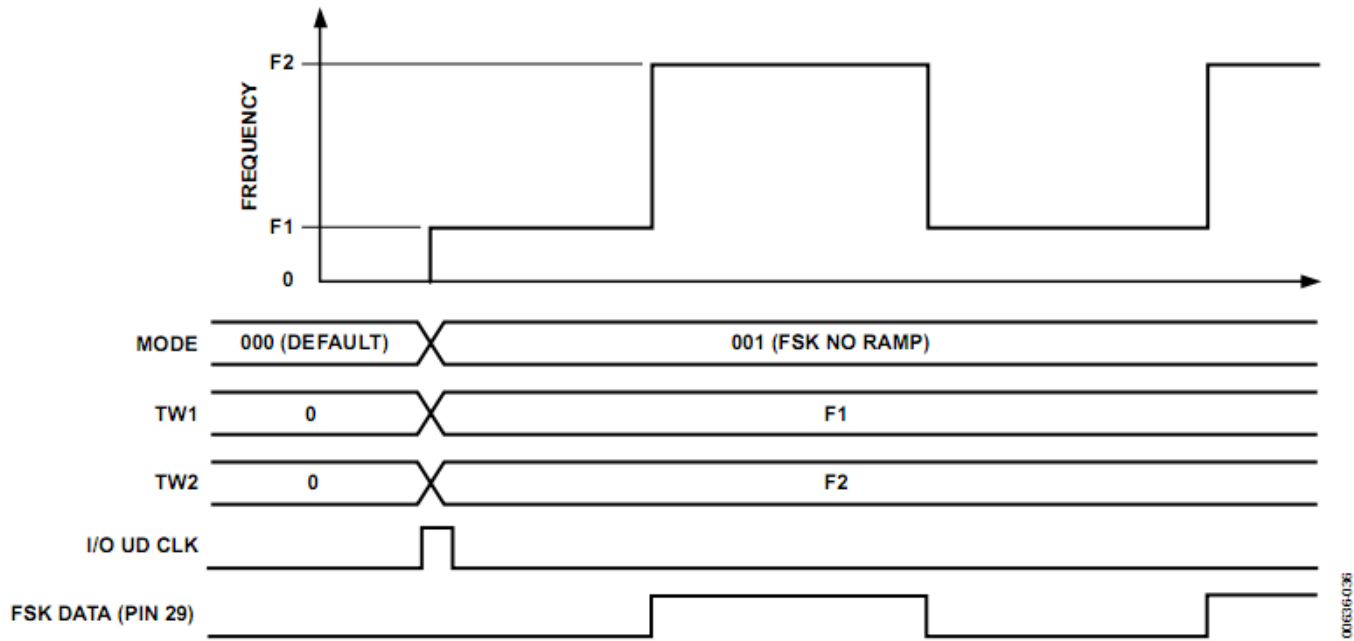 F2
FREQUENCY
F1
0
MODE 000 (DEFAULT) 001 (FSK NO RAMP)
TW1 0 F1
TW2 0 F2
I/O UD CLK
FSK DATA (PIN 29)
00636-036